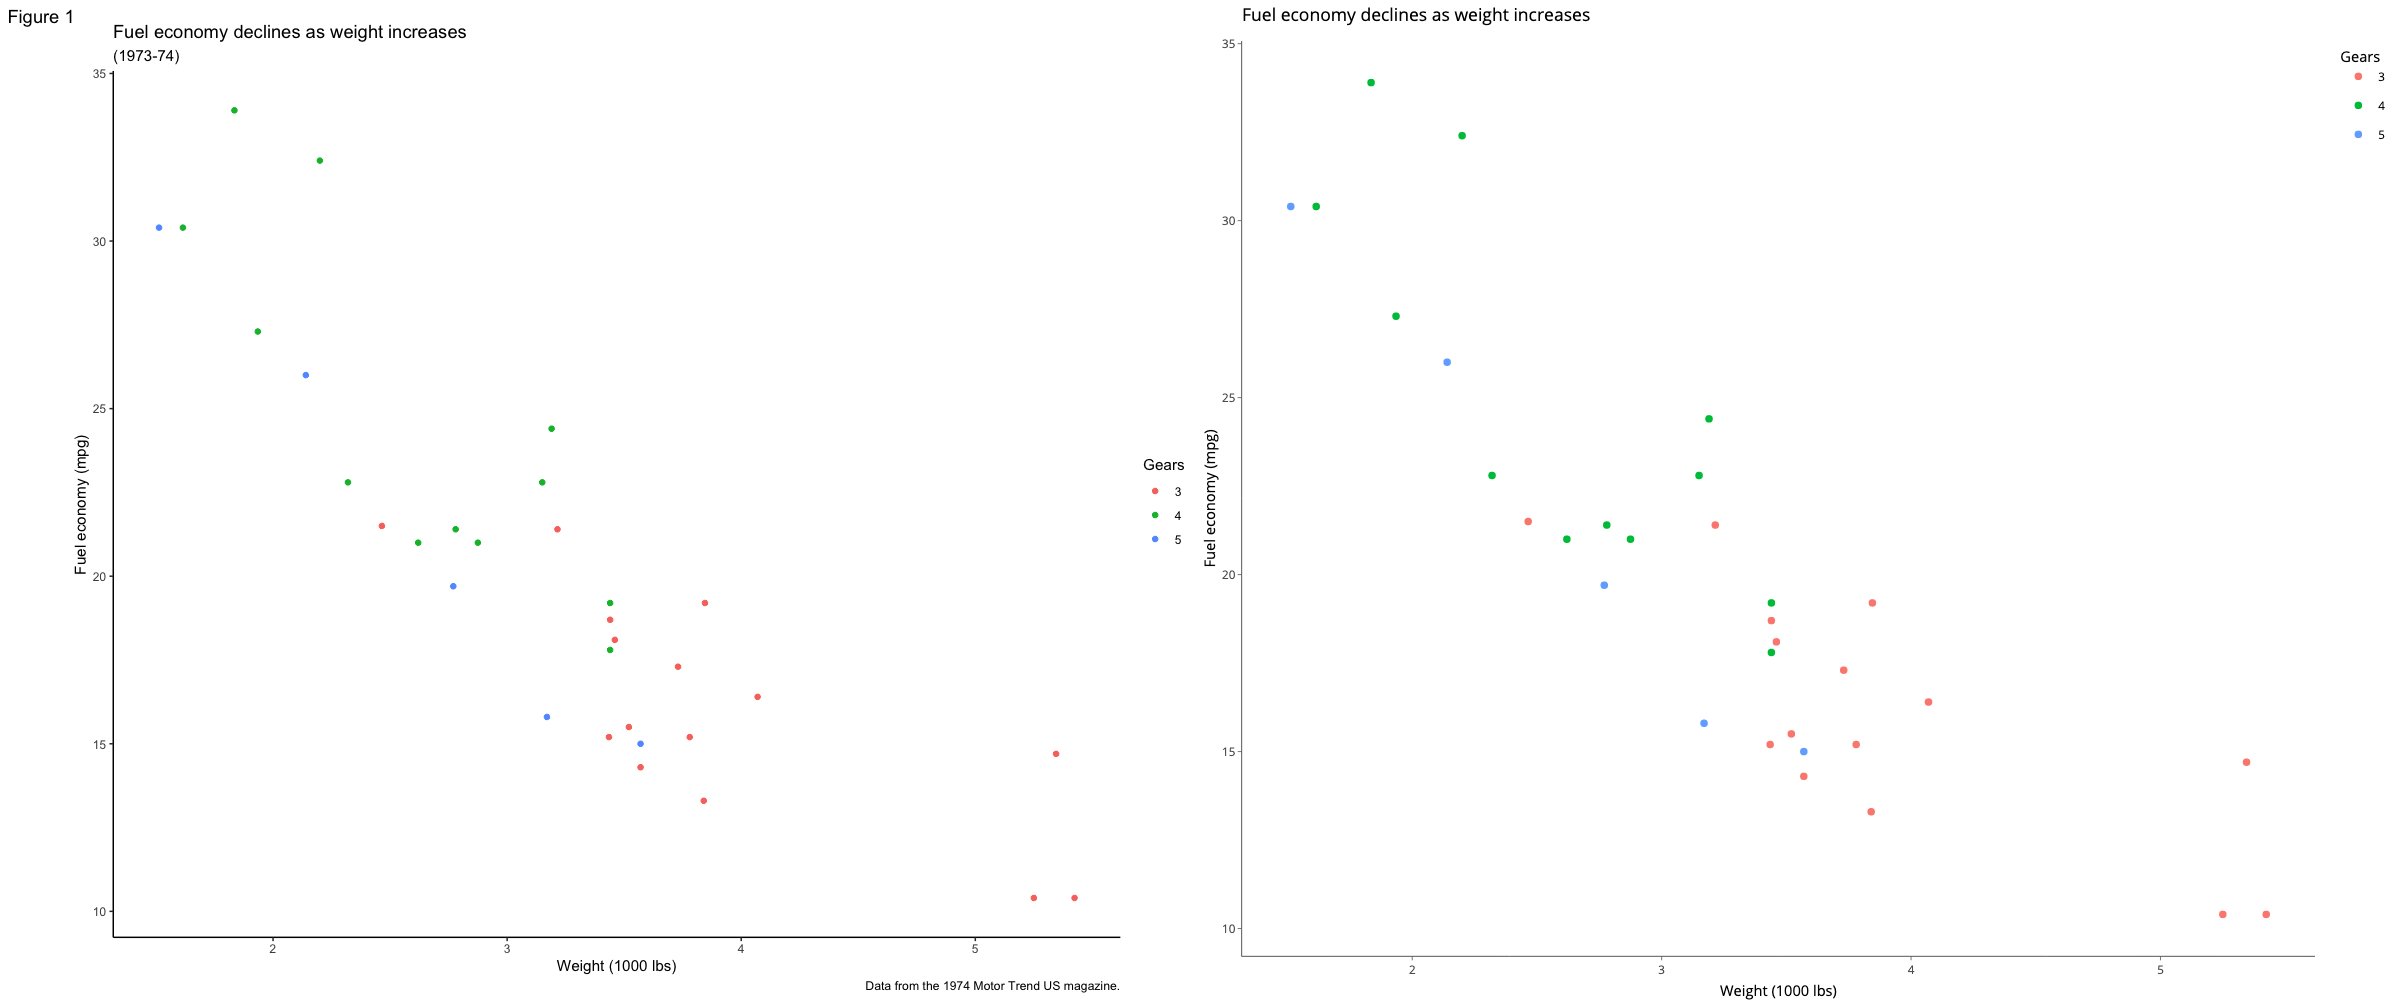 Figure 1
Fuel economy declines as weight increases
(1973-74)
35
30
25
20
15
10
Fuel economy (mpg)
2 3 4 5
Weight (1000 lbs)
Data from the 1974 Motor Trend US magazine.
Gears
3
4
5
Fuel economy declines as weight increases
35
30
25
20
15
10
Fuel economy (mpg)
2 3 4 5
Weight (1000 lbs)
Gears
3
4
5